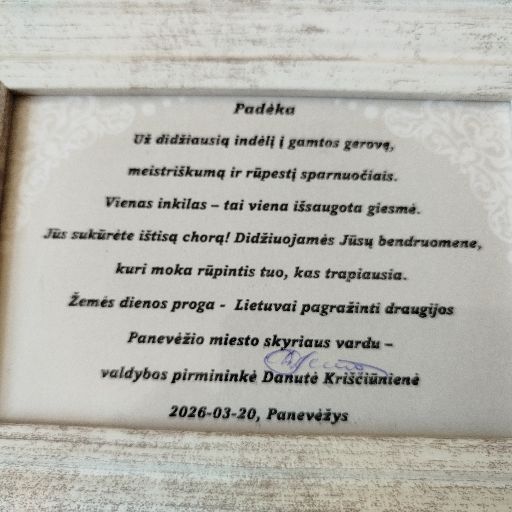 Padėka
Už didžiausią indėlį į gamtos gerovę,
meistriškumą ir rūpestį sparnuočiais.
Vienas inkilas – tai viena išsaugota giesmė.
Jūs sukūrėte ištisą chorą! Didžiuojamės Jūsų bendruomene,
kuri moka rūpintis tuo, kas trapiausia.
Žemės dienos proga - Lietuvai pagražinti draugijos
Panevėžio miesto skyriaus vardu –
valdybos pirmininkė Danutė Kriščiūnienė
2026-03-20, Panevėžys